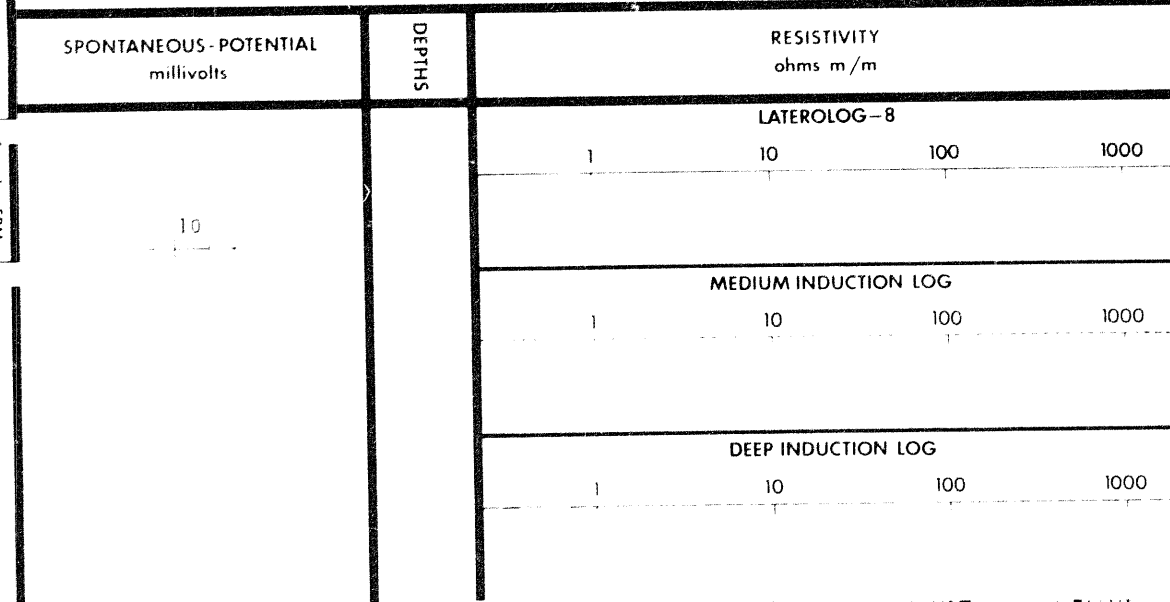 SPONTANEOUS-POTENTIAL
millivolts
DEPTHS
RESISTIVITY
ohms m/m
LATEROLOG-8
1 10 100 1000
10
MEDIUM INDUCTION LOG
1 10 100 1000
DEEP INDUCTION LOG
1 10 100 1000